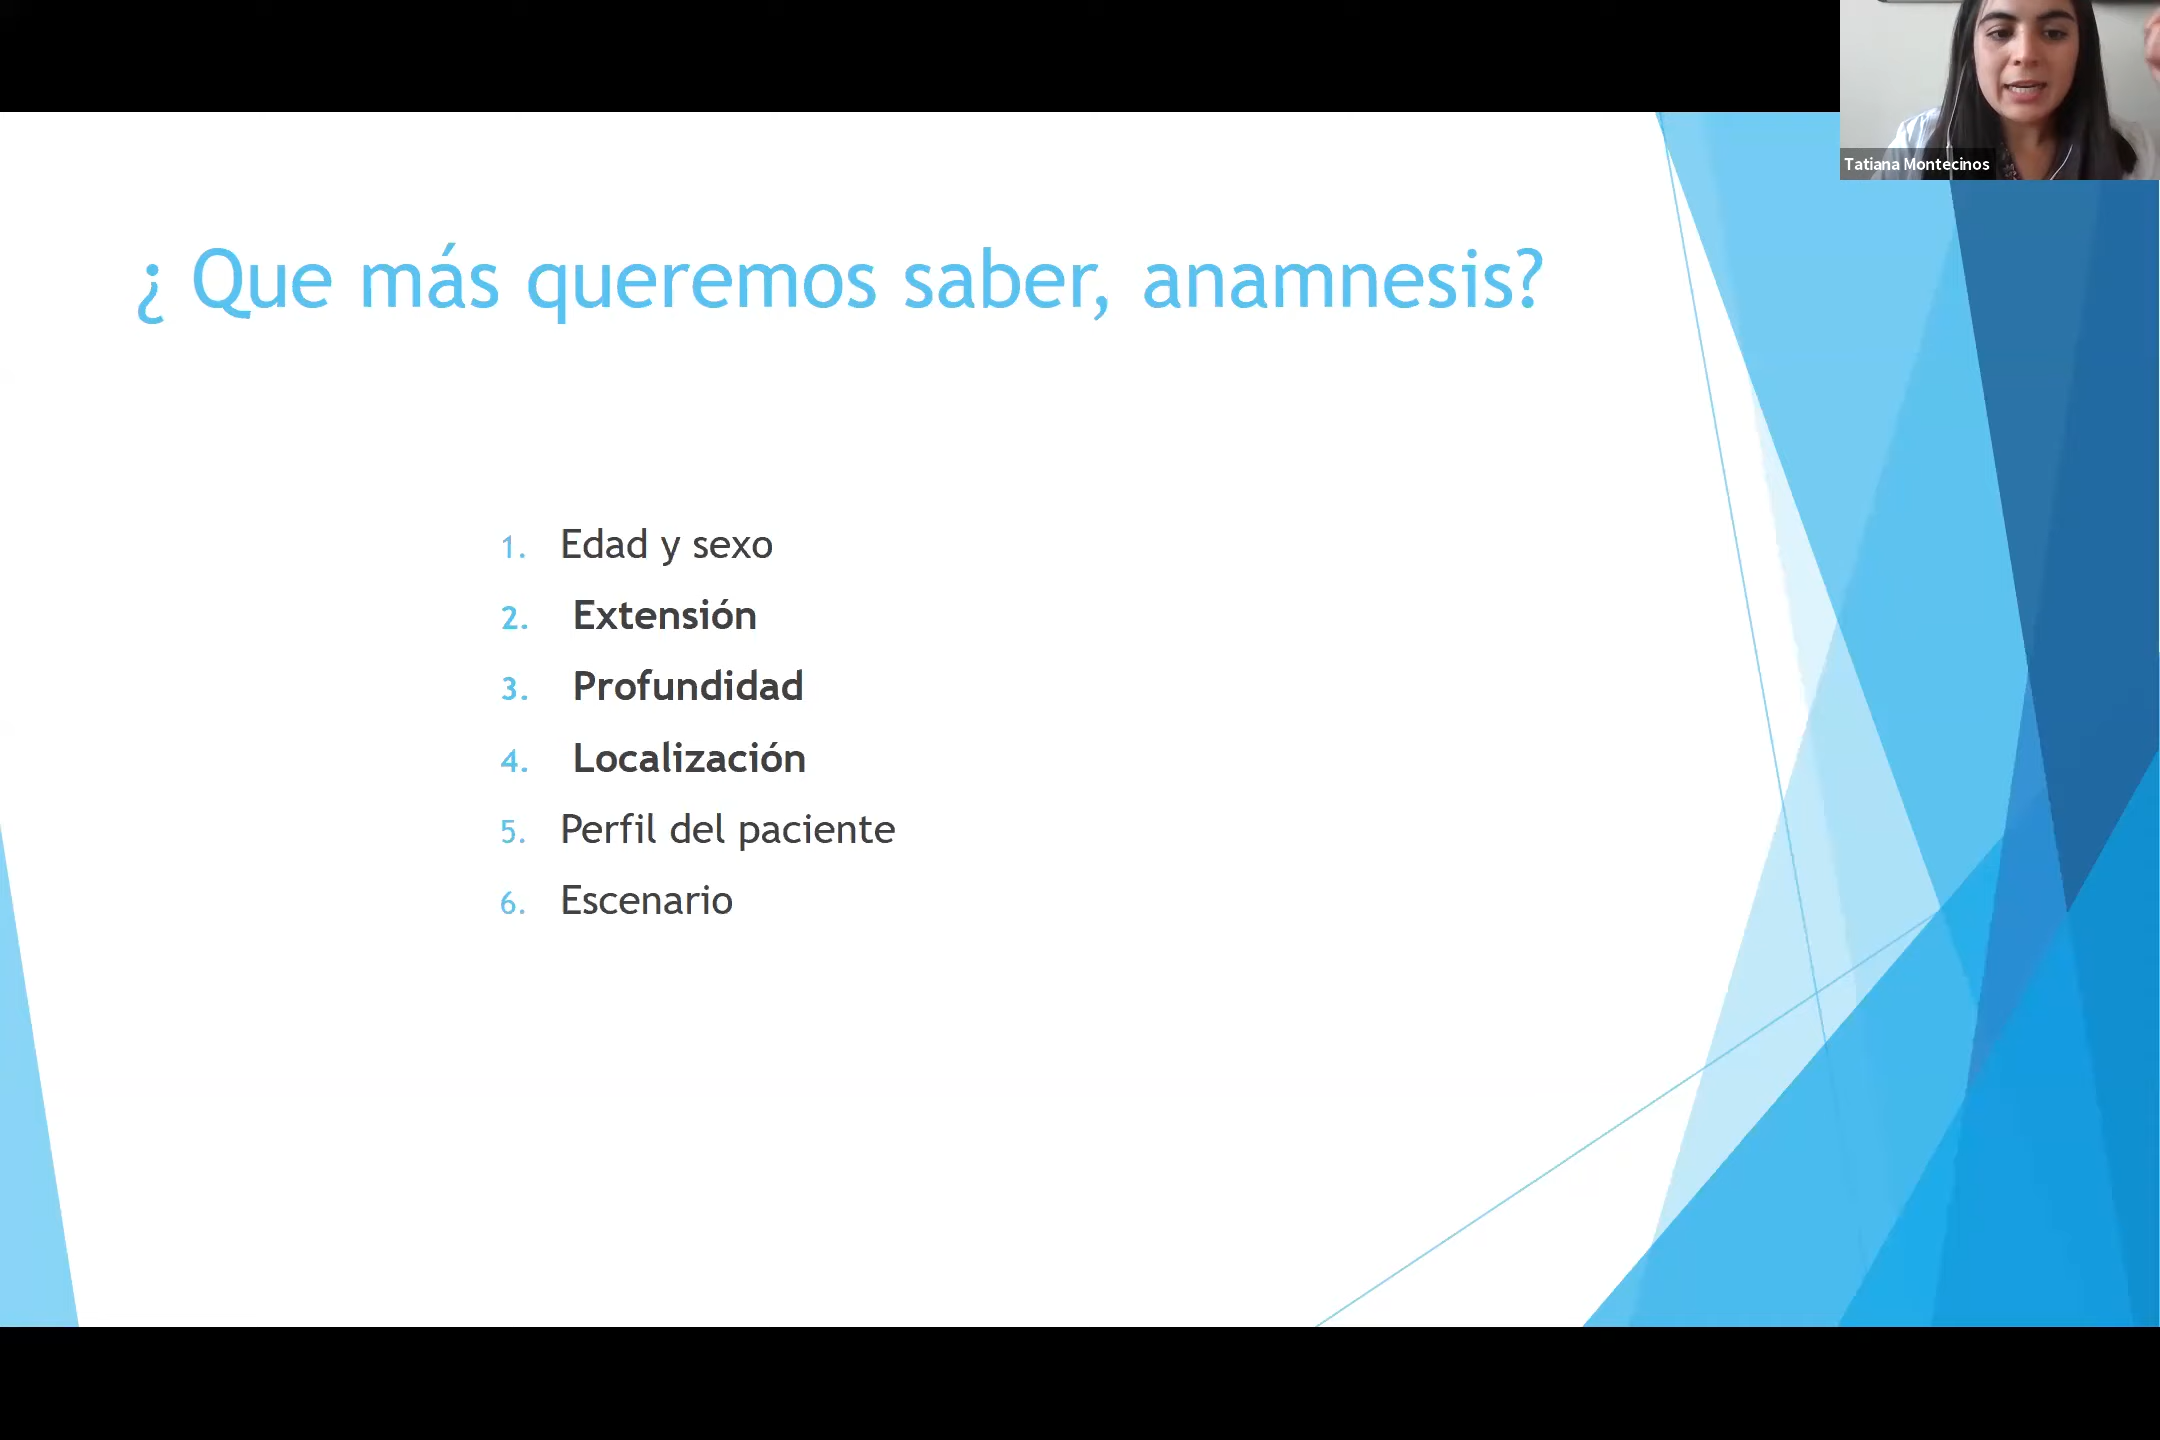 Tatiana Montecinos
¿ Que más queremos saber, anamnesis?
1. Edad y sexo
2. Extensión
3. Profundidad
4. Localización
5. Perfil del paciente
6. Escenario